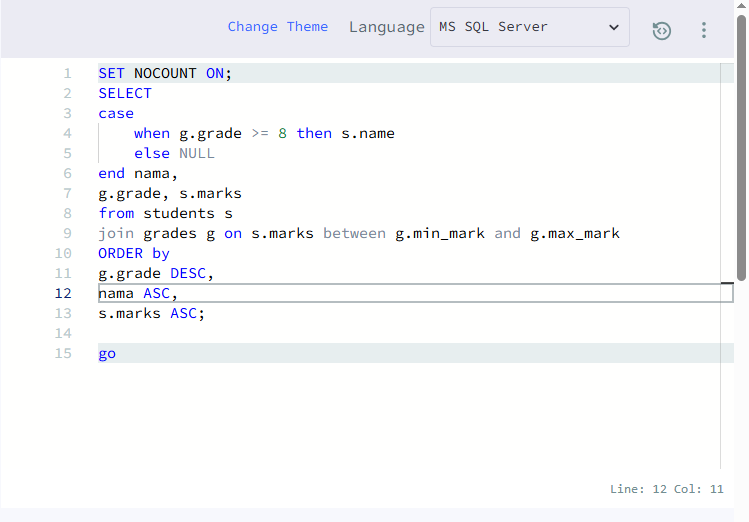 Change Theme Language MS SQL Server
1 SET NOCOUNT ON;
2 SELECT
3 case
4 when g.grade >= 8 then s.name
5 else NULL
6 end nama,
7 g.grade, s.marks
8 from students s
9 join grades g on s.marks between g.min_mark and g.max_mark
10 ORDER by
11 g.grade DESC,
12 nama ASC,
13 s.marks ASC;
14
15 go
Line: 12 Col: 11